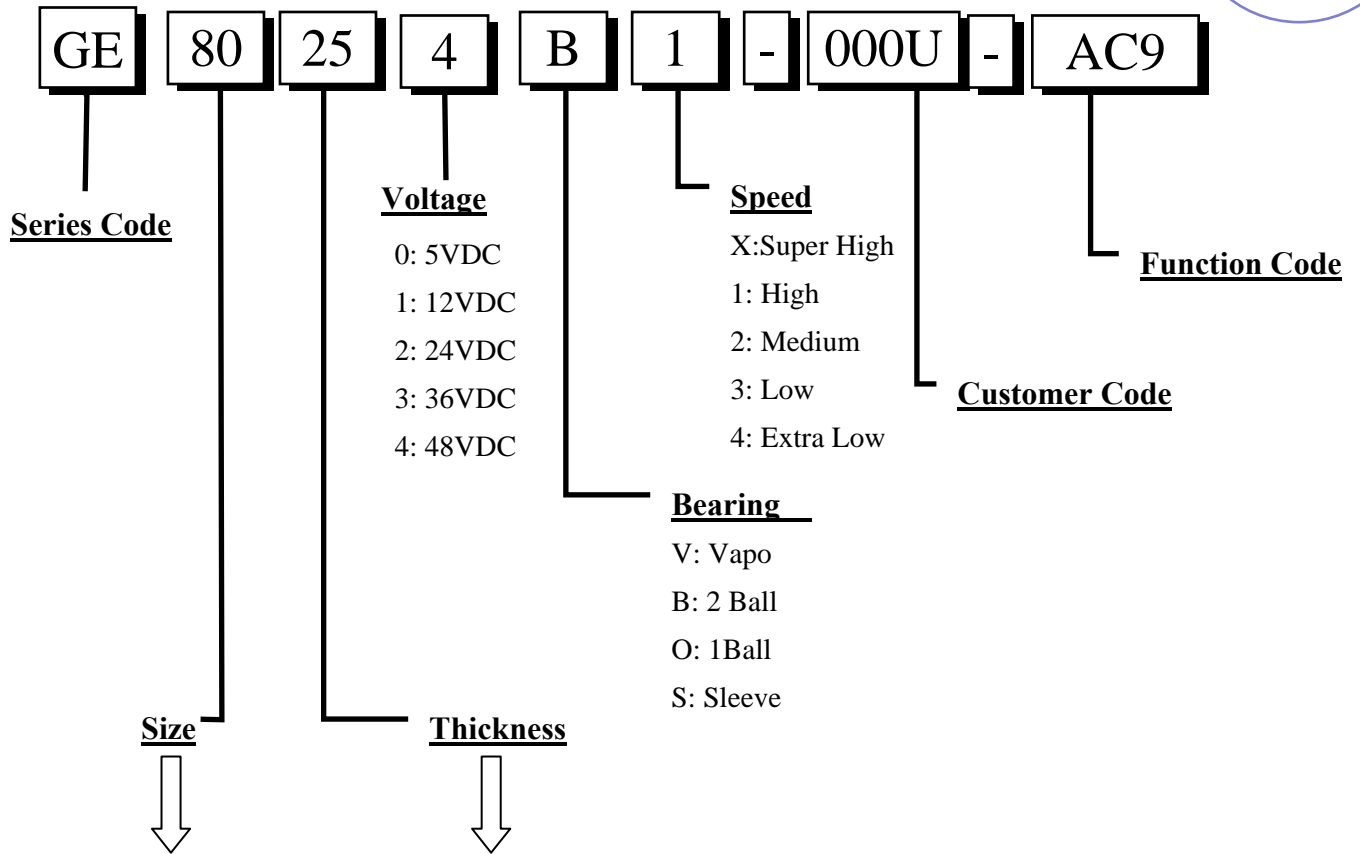 GE 80 25 4 B 1 - 000U - AC9
Series Code
Voltage
0: 5VDC
1: 12VDC
2: 24VDC
3: 36VDC
4: 48VDC
Speed
X:Super High
1: High
2: Medium
3: Low
4: Extra Low
Function Code
Customer Code
Bearing
V: Vapo
B: 2 Ball
O: 1Ball
S: Sleeve
Size
Thickness